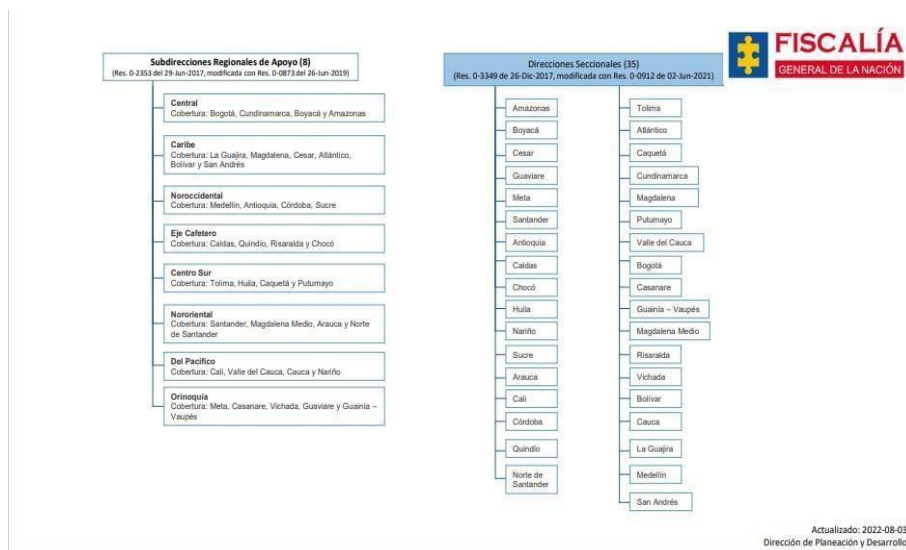 FISCALÍA
GENERAL DE LA NACIÓN
Subdirecciones Regionales de Apoyo (8)
(Res. 0-2353 del 29-Jun-2017, modificada con Res. 0-0873 del 26-Jun-2019)
Central
Cobertura: Bogotá, Cundinamarca, Boyacá y Amazonas
Caribe
Cobertura: La Guajira, Magdalena, Cesar, Atlántico,
Bolívar y San Andrés
Noroccidental
Cobertura: Medellín, Antioquia, Córdoba, Sucre
Eje Cafetero
Cobertura: Caldas, Quindío, Risaralda y Chocó
Centro Sur
Cobertura: Tolima, Huila, Caquetá y Putumayo
Nororiental
Cobertura: Santander, Magdalena Medio, Arauca y Norte
de Santander
Del Pacífico
Cobertura: Cali, Valle del Cauca, Cauca y Nariño
Orinoquía
Cobertura: Meta, Casanare, Vichada, Guaviare y Guainía –
Vaupés
Direcciones Seccionales (35)
(Res. 0-3349 de 26-Dic-2017, modificada con Res. 0-0912 de 02-Jun-2021)
Amazonas
Boyacá
Cesar
Guaviare
Meta
Santander
Antioquia
Caldas
Chocó
Huila
Nariño
Sucre
Arauca
Cali
Córdoba
Quindío
Norte de
Santander
Tolima
Atlántico
Caquetá
Cundinamarca
Magdalena
Putumayo
Valle del Cauca
Bogotá
Casanare
Guainía – Vaupés
Magdalena Medio
Risaralda
Vichada
Bolívar
Cauca
La Guajira
Medellín
San Andrés
Actualizado: 2022-08-03
Dirección de Planeación y Desarrollo